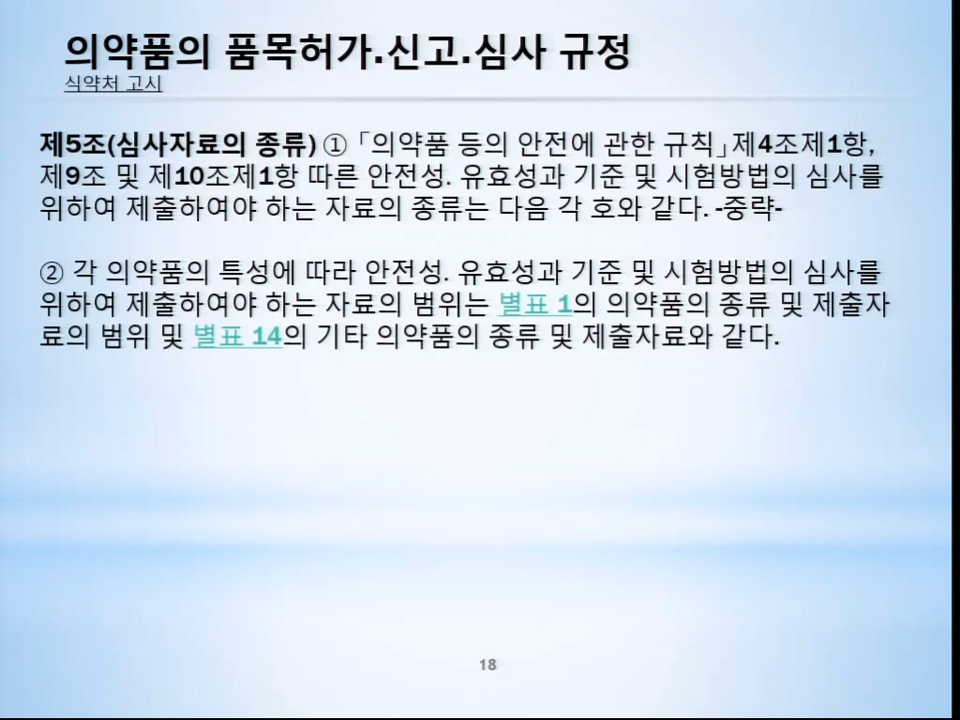 의약품의 품목허가.신고.심사 규정
식약처 고시
제5조(심사자료의 종류) ① ｢의약품 등의 안전에 관한 규칙｣제4조제1항,
제9조 및 제10조제1항 따른 안전성. 유효성과 기준 및 시험방법의 심사를
위하여 제출하여야 하는 자료의 종류는 다음 각 호와 같다. -중략-
② 각 의약품의 특성에 따라 안전성. 유효성과 기준 및 시험방법의 심사를
위하여 제출하여야 하는 자료의 범위는 별표 1의 의약품의 종류 및 제출자
료의 범위 및 별표 14의 기타 의약품의 종류 및 제출자료와 같다.
18